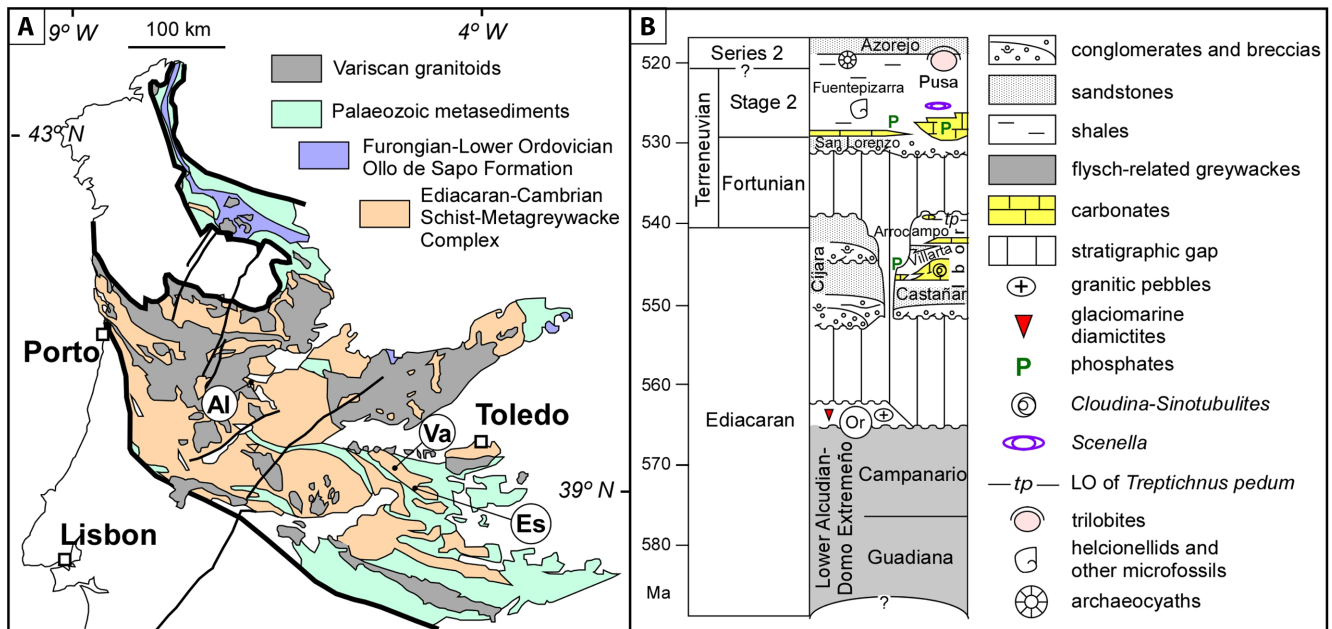 A
9º W
100 km
4º W
43º N
Variscan granitoids
Palaeozoic metasediments
Furongian-Lower Ordovician
Ollo de Sapo Formation
Ediacaran-Cambrian
Schist-Metagreywacke
Complex
Porto
Al
Toledo
Va
39º N
Es
Lisbon
B
520
530
540
550
560
570
580
Ma
Series 2
?
Stage 2
Terreneuvian
Fortunian
Ediacaran
Azorejo
Pusa
Fuentepizarra
P
P
San Lorenzo
tp
Arrocampo
Villarta
Ibor
P
Cijara
Castañar
Or
Lower Alcudian-
Domo Extremeño
Campanario
Guadiana
?
conglomerates and breccias
sandstones
shales
flysch-related greywackes
carbonates
stratigraphic gap
granitic pebbles
glaciomarine
diamictites
P phosphates
Cloudina-Sinotubulites
Scenella
tp LO of Treptichnus pedum
trilobites
helcionellids and
other microfossils
archaeocyaths